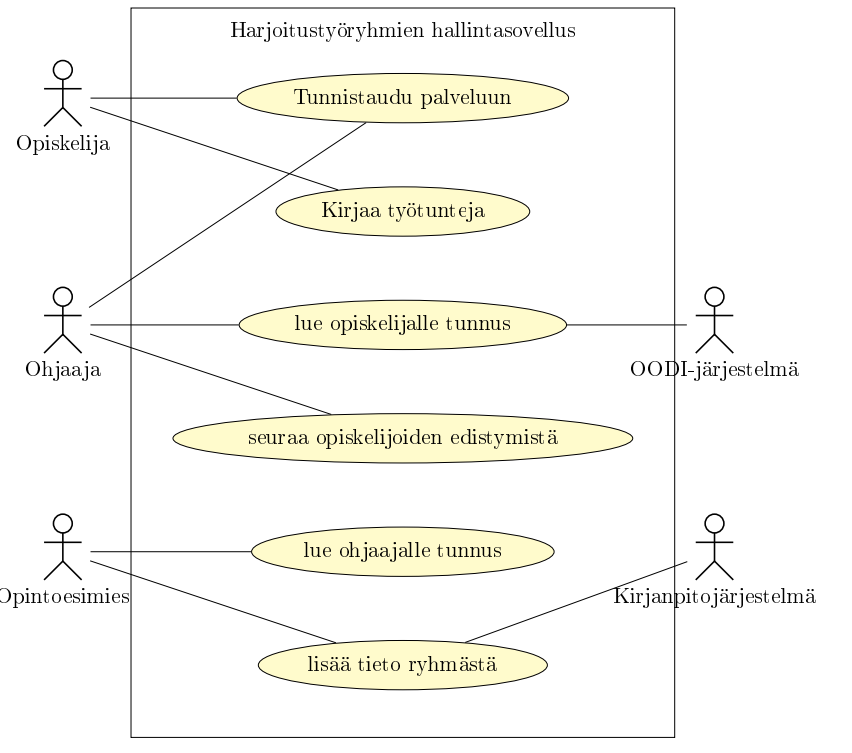 Harjoitustyöryhmien hallintasovellus
Tunnistaudu palveluun
Opiskelija
Kirjaa työtunteja
lue opiskelijalle tunnus
Ohjaaja
OODI-järjestelmä
seuraa opiskelijoiden edistymistä
lue ohjaajalle tunnus
Opintoesimies
Kirjanpitojärjestelmä
lisää tieto ryhmästä